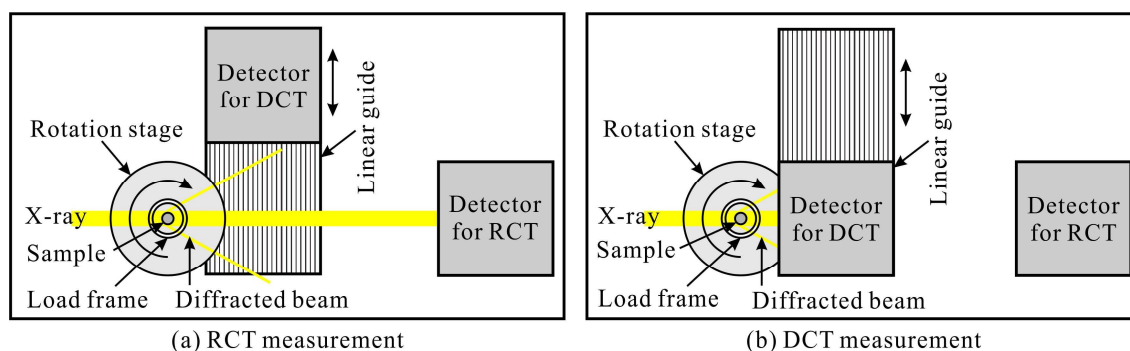 Detector
for DCT
Linear guide
Rotation stage
X-ray
Sample
Load frame
Diffracted beam
Detector
for RCT
(a) RCT measurement
Linear guide
Rotation stage
X-ray
Sample
Load frame
Diffracted beam
Detector
for DCT
Detector
for RCT
(b) DCT measurement